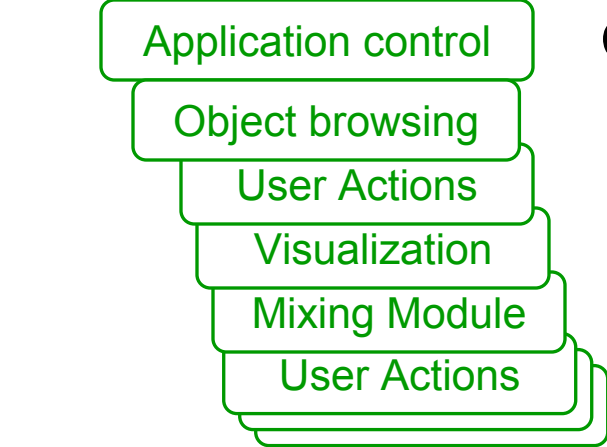 Application control
Object browsing
User Actions
Visualization
Mixing Module
User Actions